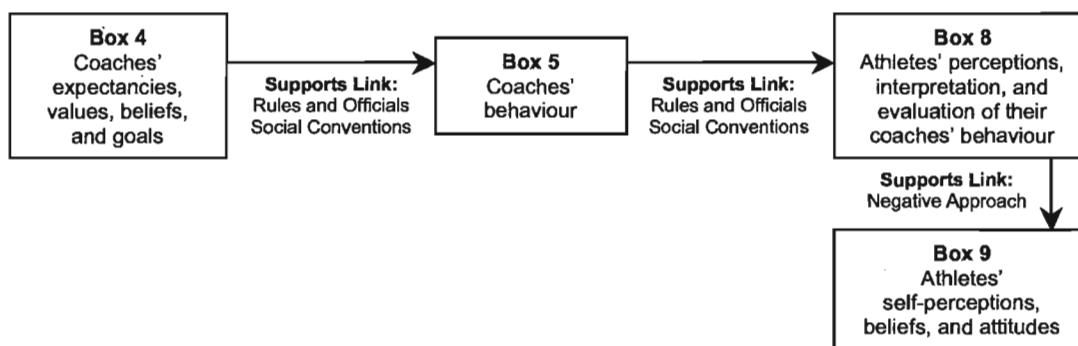 Box 4
Coaches'
expectancies,
values, beliefs,
and goals
Supports Link:
Rules and Officials
Social Conventions
Box 5
Coaches'
behaviour
Supports Link:
Rules and Officials
Social Conventions
Box 8
Athletes' perceptions,
interpretation, and
evaluation of their
coaches' behaviour
Supports Link:
Negative Approach
Box 9
Athletes'
self-perceptions,
beliefs, and attitudes